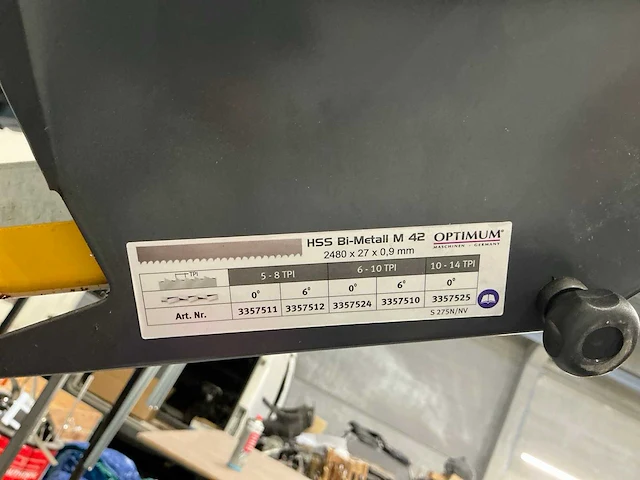 HSS Bi-Metall M 42 OPTIMUM®
MASCHINEN - GERMANY
2480 x 27 x 0,9 mm
TPI 5 - 8 TPI 6 - 10 TPI 10 - 14 TPI
0° 6° 0° 6° 0°
Art. Nr. 3357511 3357512 3357524 3357510 3357525
S 275N/NV